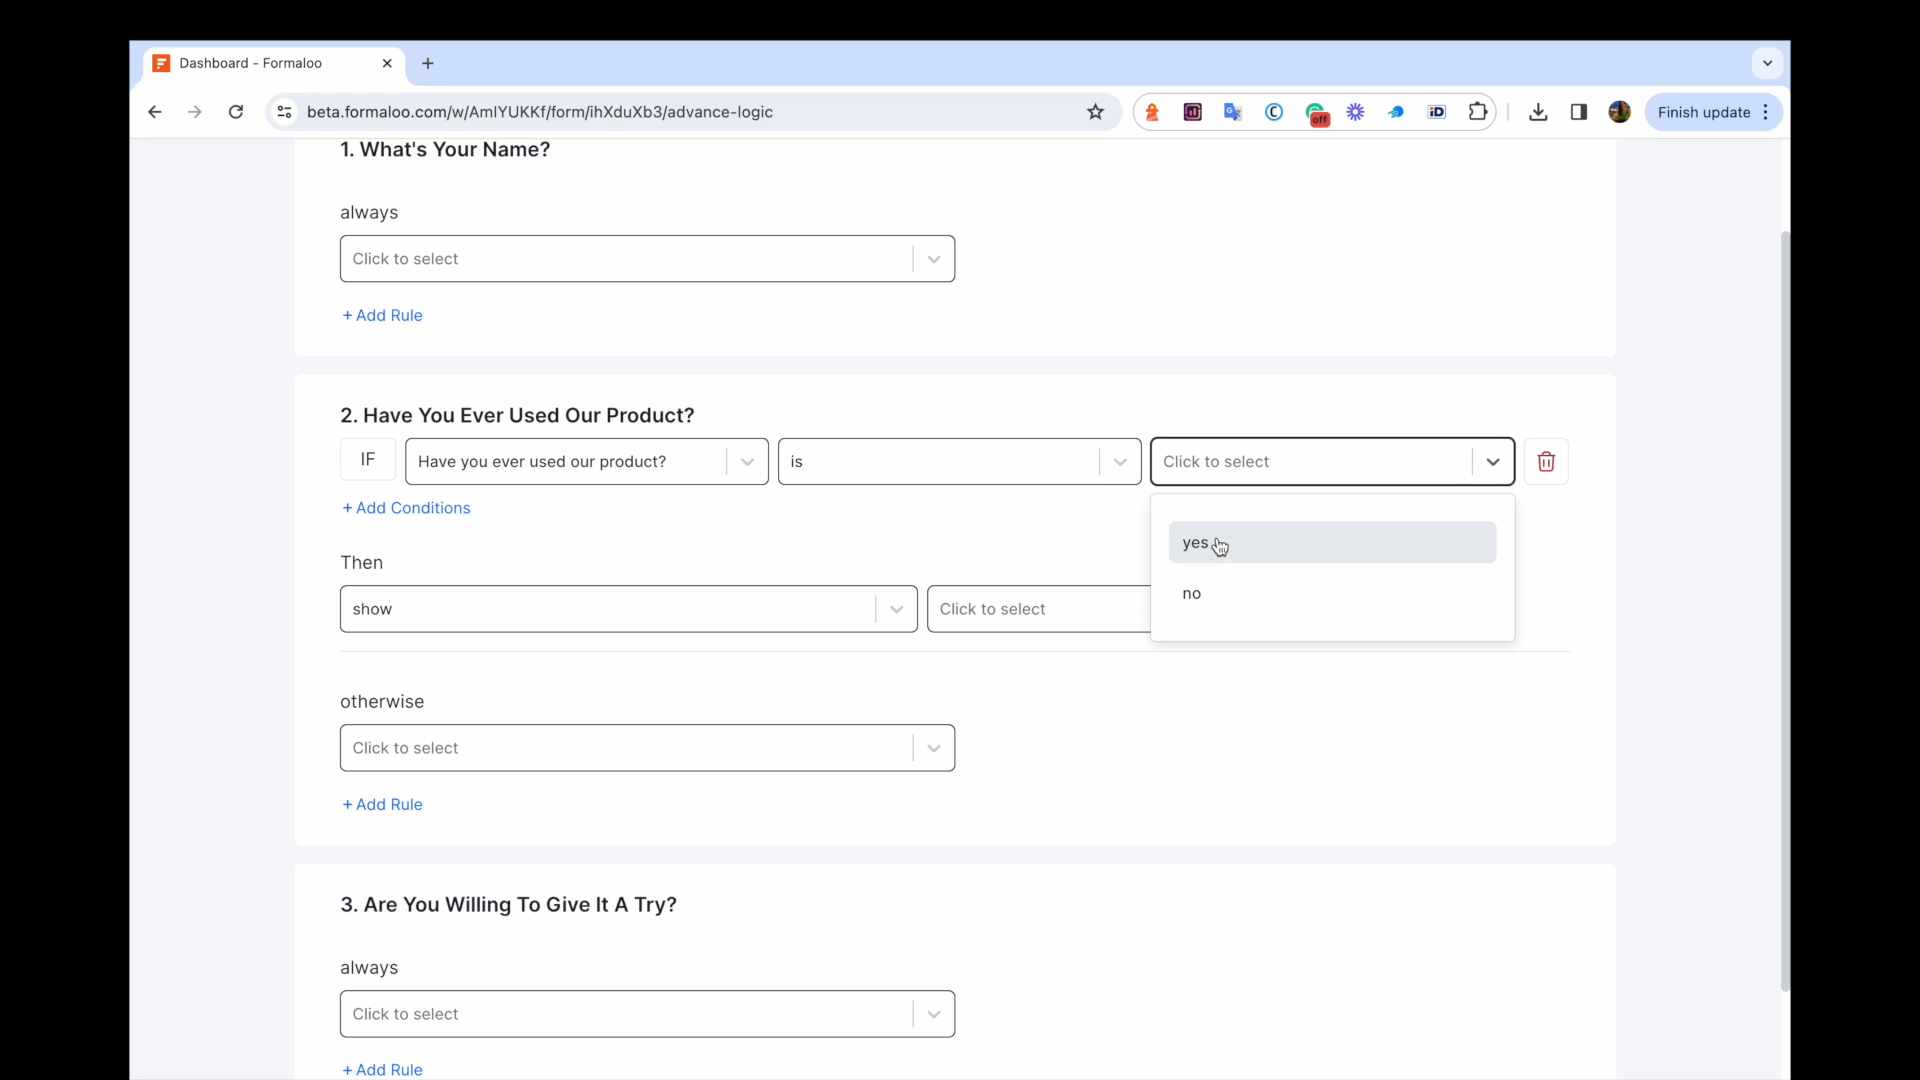 Dashboard - Formaloo
beta.formaloo.com/w/AmIYUKKf/form/ihXduXb3/advance-logic
off
iD
Finish update
1. What's Your Name?
always
Click to select
+ Add Rule
2. Have You Ever Used Our Product?
IF
Have you ever used our product?
is
Click to select
+ Add Conditions
yes
no
Then
show
Click to select
otherwise
Click to select
+ Add Rule
3. Are You Willing To Give It A Try?
always
Click to select
+ Add Rule